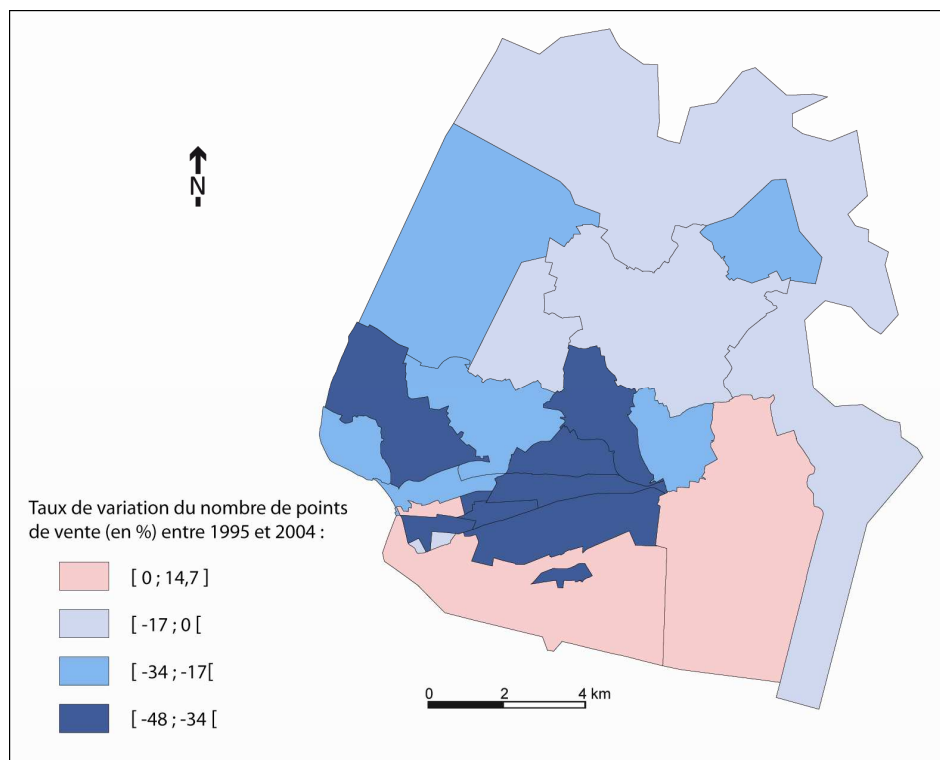 N
Taux de variation du nombre de points
de vente (en %) entre 1995 et 2004 :
[ 0 ; 14,7 ]
[ -17 ; 0 [
[ -34 ; -17[
[ -48 ; -34 [
0 2 4 km